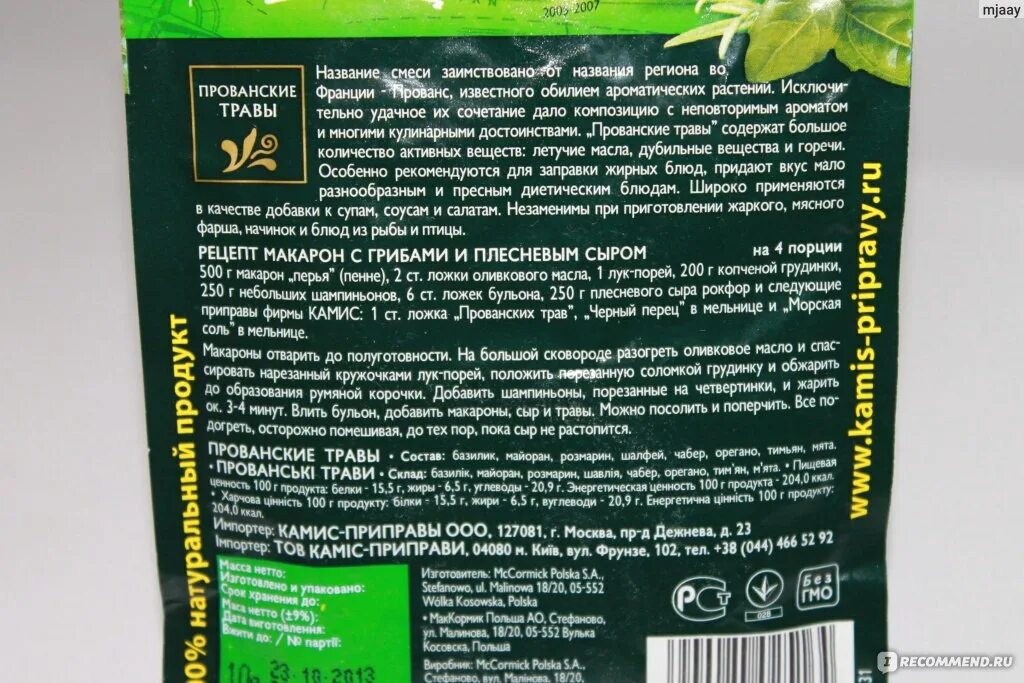 mjaay
2005-2007
ПРОВАНСКИЕ
ТРАВЫ
Название смеси заимствовано от названия региона во
Франции - Прованс, известного обилием ароматических растений. Исключи-
тельно удачное их сочетание дало композицию с неповторимым ароматом
и многими кулинарными достоинствами. „Прованские травы" содержат большое
количество активных веществ: летучие масла, дубильные вещества и горечи.
Особенно рекомендуются для заправки жирных блюд, придают вкус мало
разнообразным и пресным диетическим блюдам. Широко применяются
в качестве добавки к супам, соусам и салатам. Незаменимы при приготовлении жаркого, мясного
фарша, начинок и блюд из рыбы и птицы.
РЕЦЕПТ МАКАРОН С ГРИБАМИ И ПЛЕСНЕВЫМ СЫРОМ на 4 порции
500 г макарон „перья" (пенне), 2 ст. ложки оливкового масла, 1 лук-порей, 200 г копченой грудинки,
250 г небольших шампиньонов, 6 ст. ложек бульона, 250 г плесневого сыра рокфор и следующие
приправы фирмы КАМИС: 1 ст. ложка „Прованских трав", „Черный перец" в мельнице и „Морская
соль" в мельнице.
Макароны отварить до полуготовности. На большой сковороде разогреть оливковое масло и спас-
сировать нарезанный кружочками лук-порей, положить порезанную соломкой грудинку и обжарить
до образования румяной корочки. Добавить шампиньоны, порезанные на четвертинки, и жарить
ок. 3-4 минут. Влить бульон, добавить макароны, сыр и травы. Можно посолить и поперчить. Все по-
догреть, осторожно помешивая, до тех пор, пока сыр не растопится.
ПРОВАНСКИЕ ТРАВЫ • Состав: базилик, майоран, розмарин, шалфей, чабер, орегано, тимьян, мята.
• ПРОВАНСЬКІ ТРАВИ • Склад: базилік, майоран, розмарин, шавлія, чабер, орегано, тим'ян, м'ята. • Пищевая
ценность 100 г продукта: белки - 15,5 г, жиры - 6,5 г, углеводы - 20,9 г. Энергетическая ценность 100 г продукта - 204,0 ккал.
• Харчова цінність 100 г продукту: білки - 15,5 г, жири - 6,5 г, вуглеводи - 20,9 г. Енергетична цінність 100 г продукту:
204,0 ккал.
Импортер: КАМИС-ПРИПРАВЫ ООО, 127081, г. Москва, пр-д Дежнева, д. 23
Імпортер: ТОВ КАМІС-ПРИПРАВИ, 04080 м. Київ, вул. Фрунзе, 102, тел. +38 (044) 466 52 92
Масса нетто:
Изготовлено и упаковано:
Срок хранения до:
Маса нетто (±9%):
Дата виготовлення:
Вжити до: / № партії:
10г 23.10.2013
Изготовитель: McCormick Polska S.A.,
Stefanowo, ul. Malinowa 18/20, 05-552
Wólka Kosowska, Polska
• МакКормик Польша АО, Стефаново,
ул. Малинова, 18/20, 05-552 Вулька
Косовска, Польша
Виробник: McCormick Polska S.A.,
Стефаново, вул. Малінова, 18/20,
РСТ
02B
Без
ГМО
www.kamis-pripravy.ru
0% натуральный продукт
31
IRECOMMEND.RU